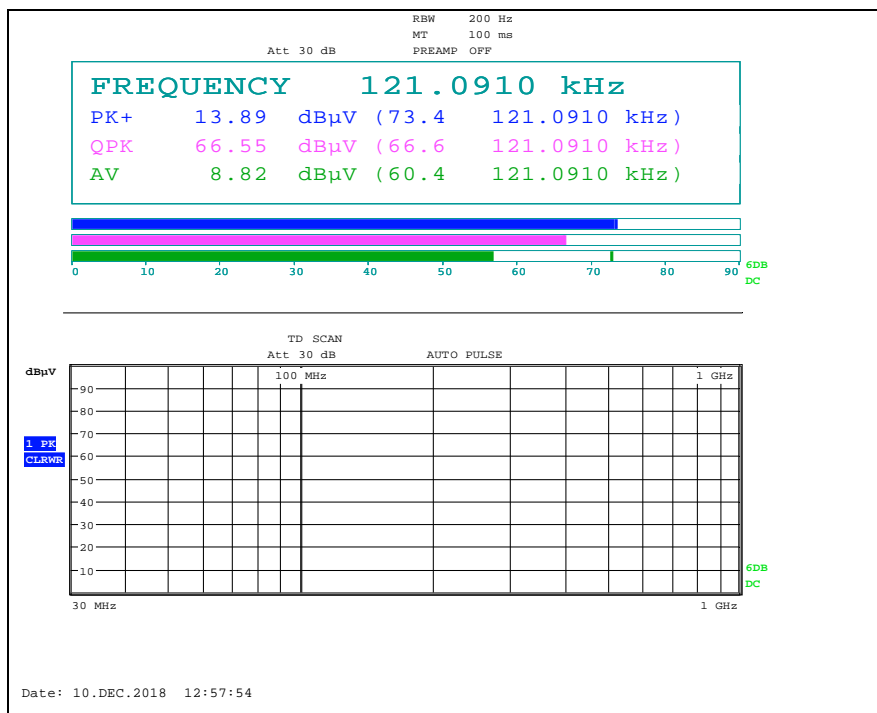 RBW 200 Hz
MT 100 ms
Att 30 dB PREAMP OFF
FREQUENCY 121.0910 kHz
PK+ 13.89 dBµV (73.4 121.0910 kHz)
QPK 66.55 dBµV (66.6 121.0910 kHz)
AV 8.82 dBµV (60.4 121.0910 kHz)
0 10 20 30 40 50 60 70 80 90
6DB
DC
TD SCAN
Att 30 dB AUTO PULSE
dBµV
100 MHz 1 GHz
90
80
70
1 PK
CLRWR
60
50
40
30
20
10
6DB
DC
30 MHz 1 GHz
Date: 10.DEC.2018 12:57:54